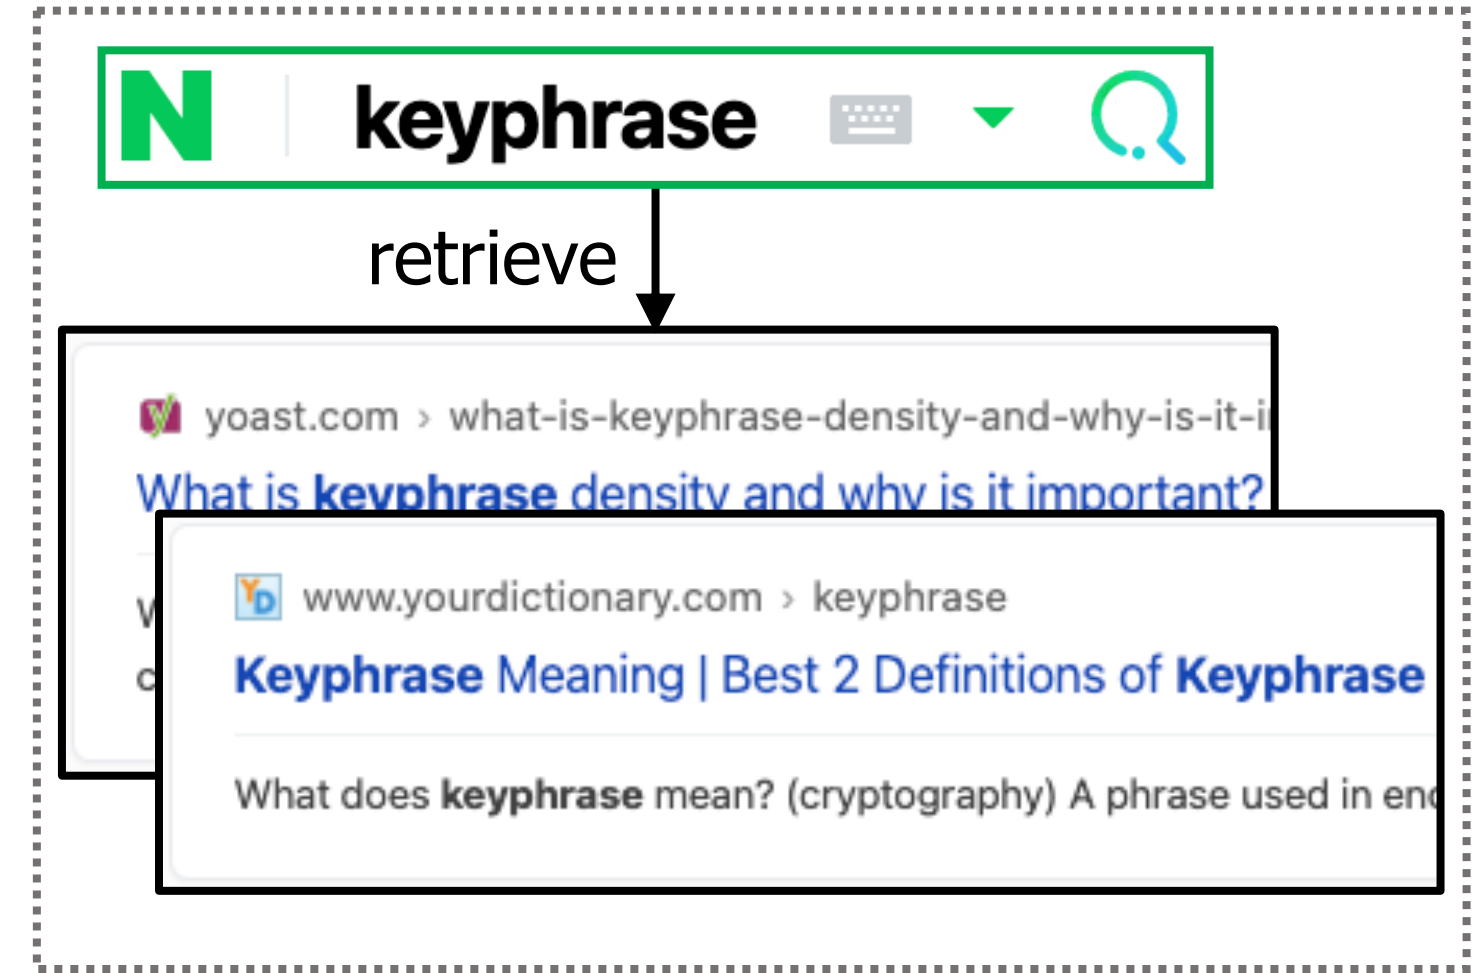 N keyphrase
retrieve
yoast.com › what-is-keyphrase-density-and-why-is-it-i
What is keyphrase density and why is it important?
YD www.yourdictionary.com › keyphrase
Keyphrase Meaning | Best 2 Definitions of Keyphrase
What does keyphrase mean? (cryptography) A phrase used in enc